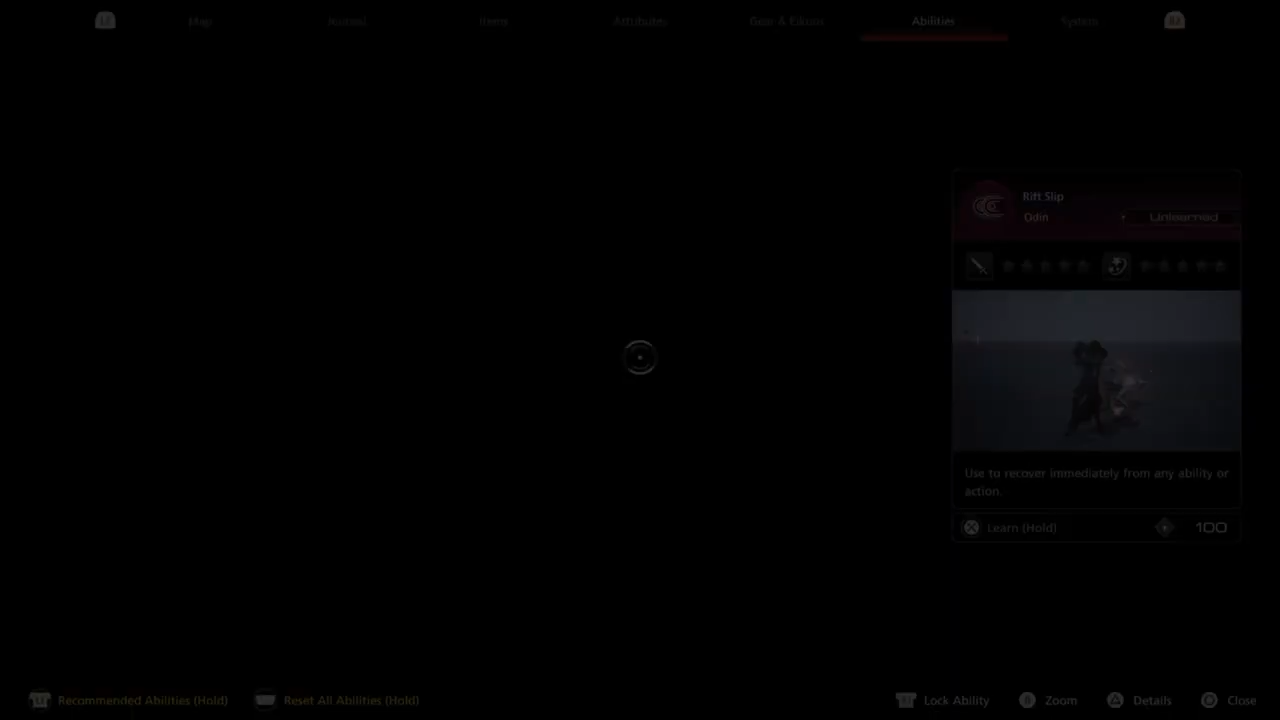 Map
Journal
Items
Attributes
Gear & Eikons
Abilities
System
Rift Slip
Odin
Unlearned
Use to recover immediately from any ability or
action.
Learn (Hold)
100
Recommended Abilities (Hold)
Reset All Abilities (Hold)
Lock Ability
Zoom
Details
Close